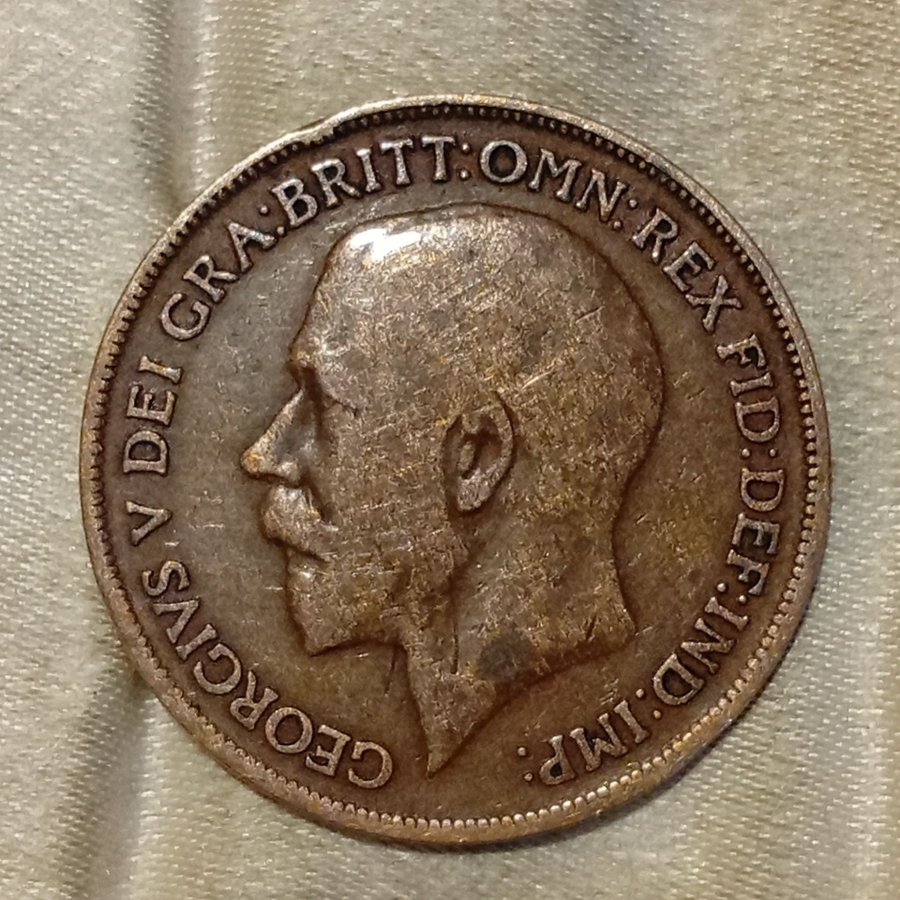 GEORGIVS V DEI GRA:BRITT:OMN:REX FID:DEF:IND:IMP: